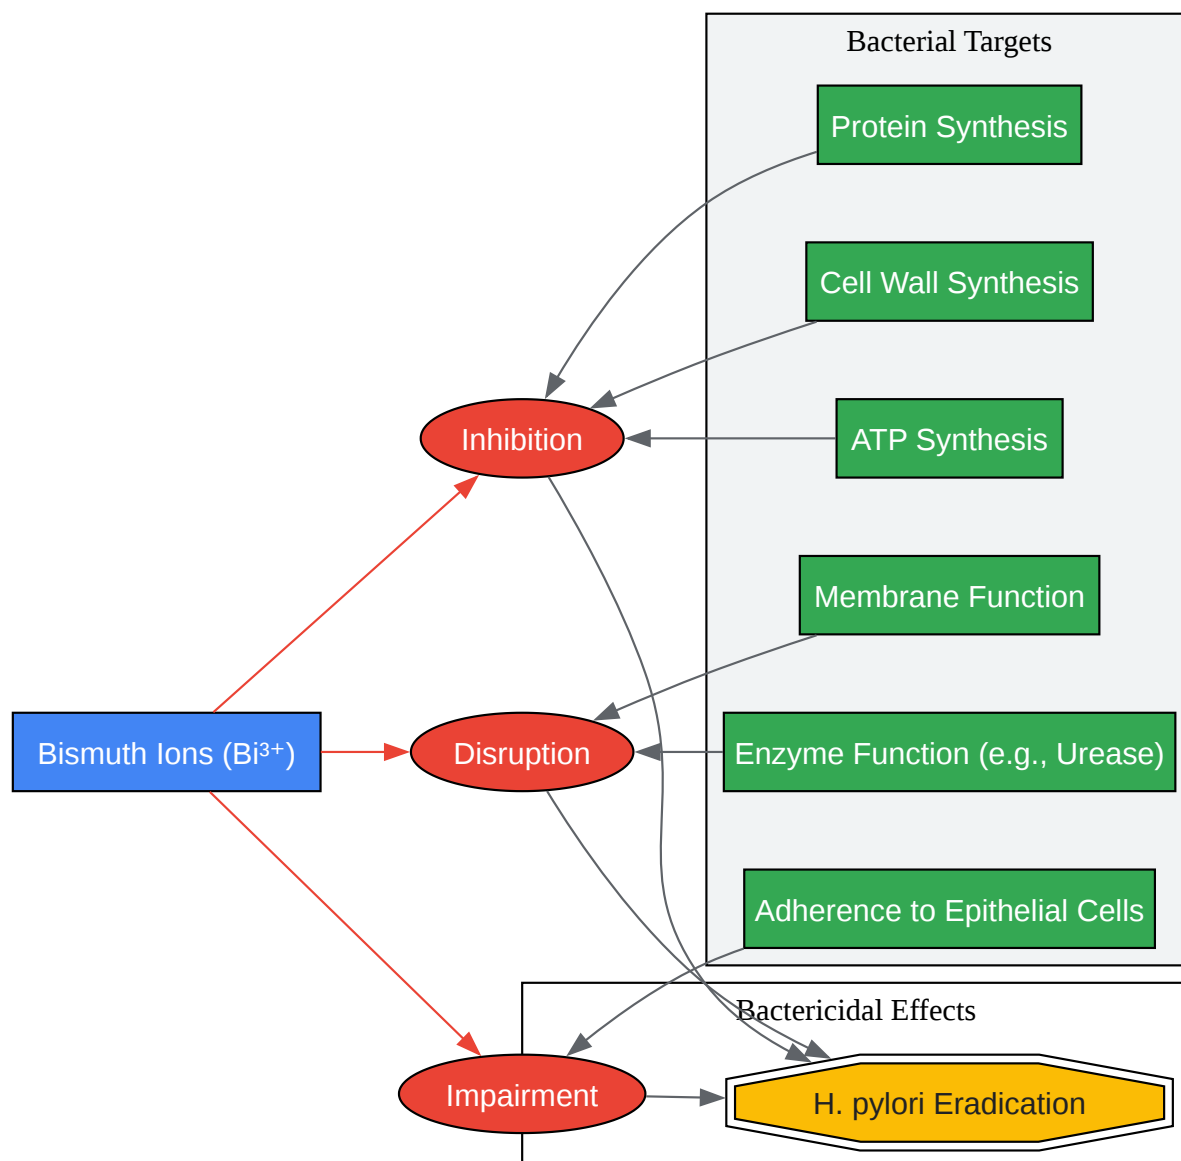 Bacterial Targets
Protein Synthesis
Cell Wall Synthesis
ATP Synthesis
Inhibition
Membrane Function
Bismuth Ions (Bi³⁺)
Disruption
Enzyme Function (e.g., Urease)
Adherence to Epithelial Cells
Bactericidal Effects
Impairment
H. pylori Eradication